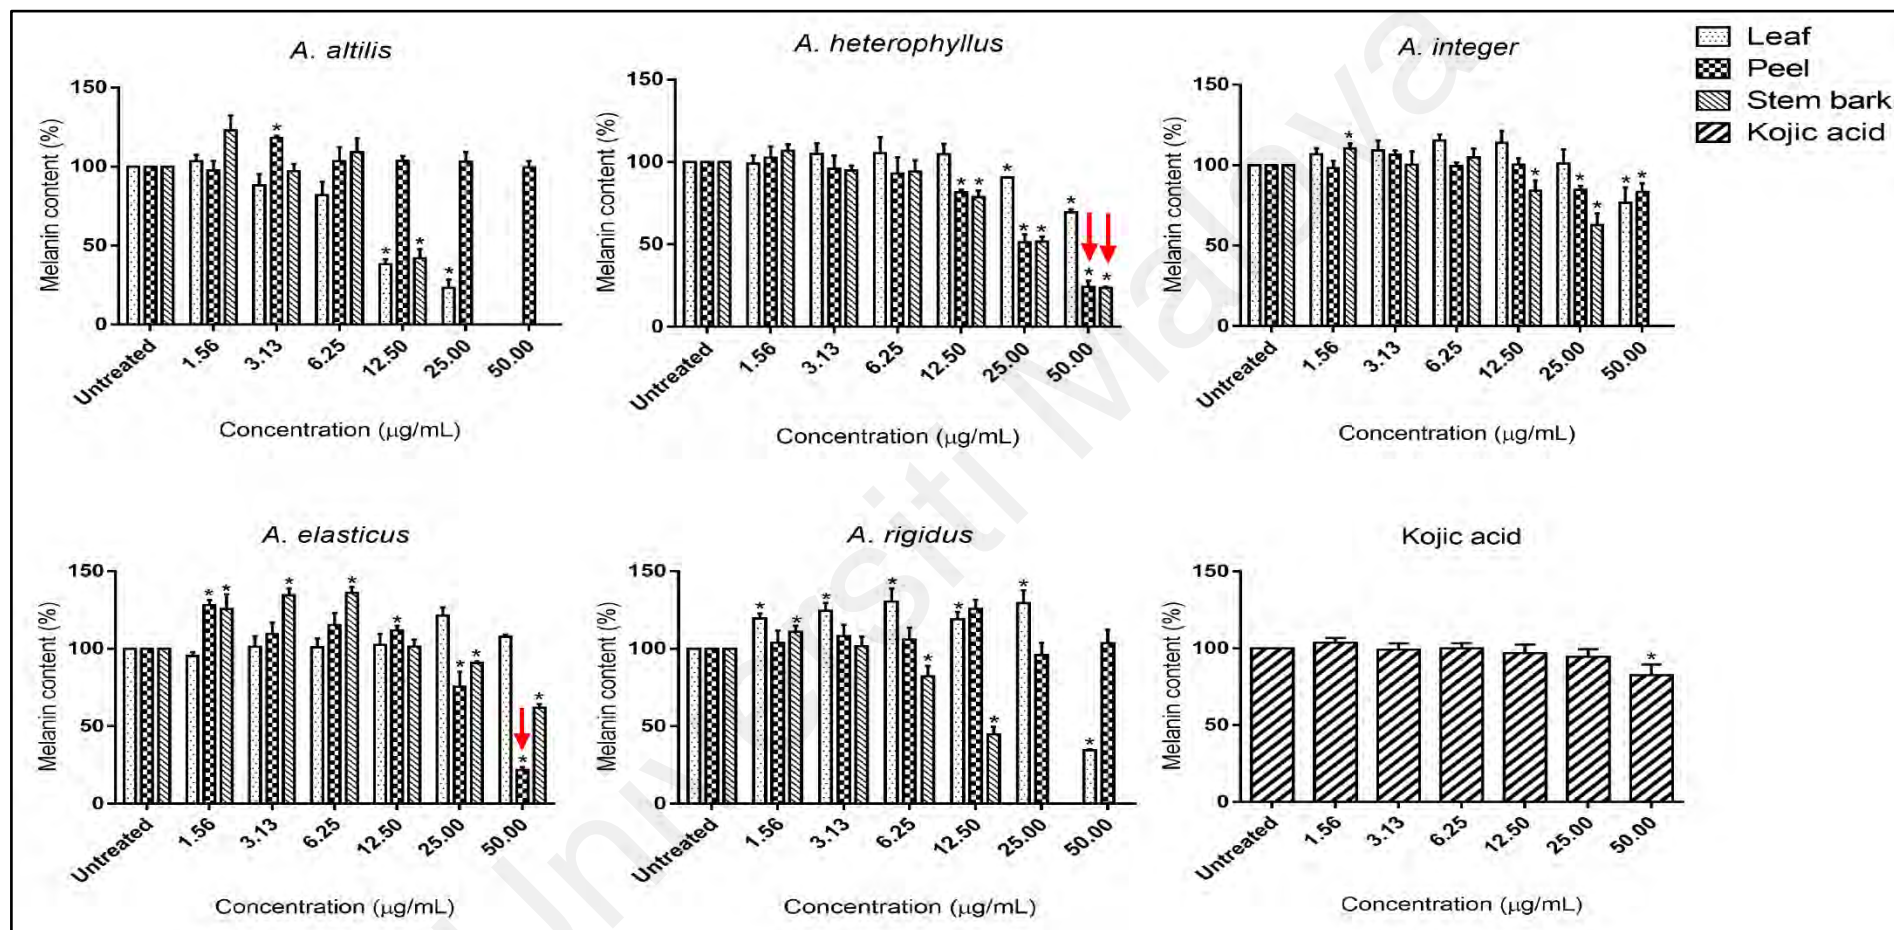 A. altilis
Melanin content (%)
150
100
50
0
* * * *
Untreated 1.56 3.13 6.25 12.50 25.00 50.00
Concentration (μg/mL)
A. heterophyllus
Melanin content (%)
150
100
50
0
* * * * * * * *
Untreated 1.56 3.13 6.25 12.50 25.00 50.00
Concentration (μg/mL)
A. integer
Melanin content (%)
150
100
50
0
* * * * * *
Untreated 1.56 3.13 6.25 12.50 25.00 50.00
Concentration (μg/mL)
Leaf
Peel
Stem bark
Kojic acid
A. elasticus
Melanin content (%)
150
100
50
0
* * * * * * * * *
Untreated 1.56 3.13 6.25 12.50 25.00 50.00
Concentration (μg/mL)
A. rigidus
Melanin content (%)
150
100
50
0
* * * * * * * * * 
Untreated 1.56 3.13 6.25 12.50 25.00 50.00
Concentration (μg/mL)
Kojic acid
Melanin content (%)
150
100
50
0
*
Untreated 1.56 3.13 6.25 12.50 25.00 50.00
Concentration (μg/mL)
Universiti Malaya